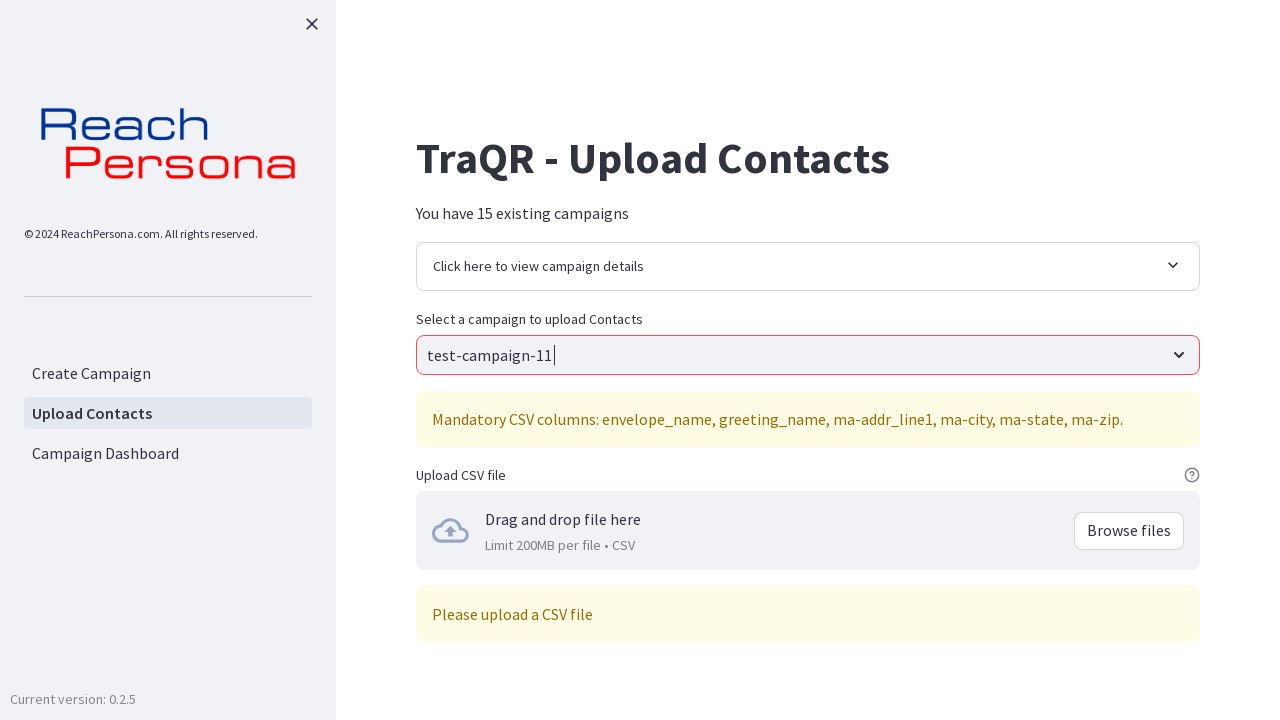 Reach
Persona
© 2024 ReachPersona.com. All rights reserved.
Create Campaign
Upload Contacts
Campaign Dashboard
Current version: 0.2.5
TraQR - Upload Contacts
You have 15 existing campaigns
Click here to view campaign details
Select a campaign to upload Contacts
test-campaign-11
Mandatory CSV columns: envelope_name, greeting_name, ma-addr_line1, ma-city, ma-state, ma-zip.
Upload CSV file
Drag and drop file here
Limit 200MB per file • CSV
Browse files
Please upload a CSV file